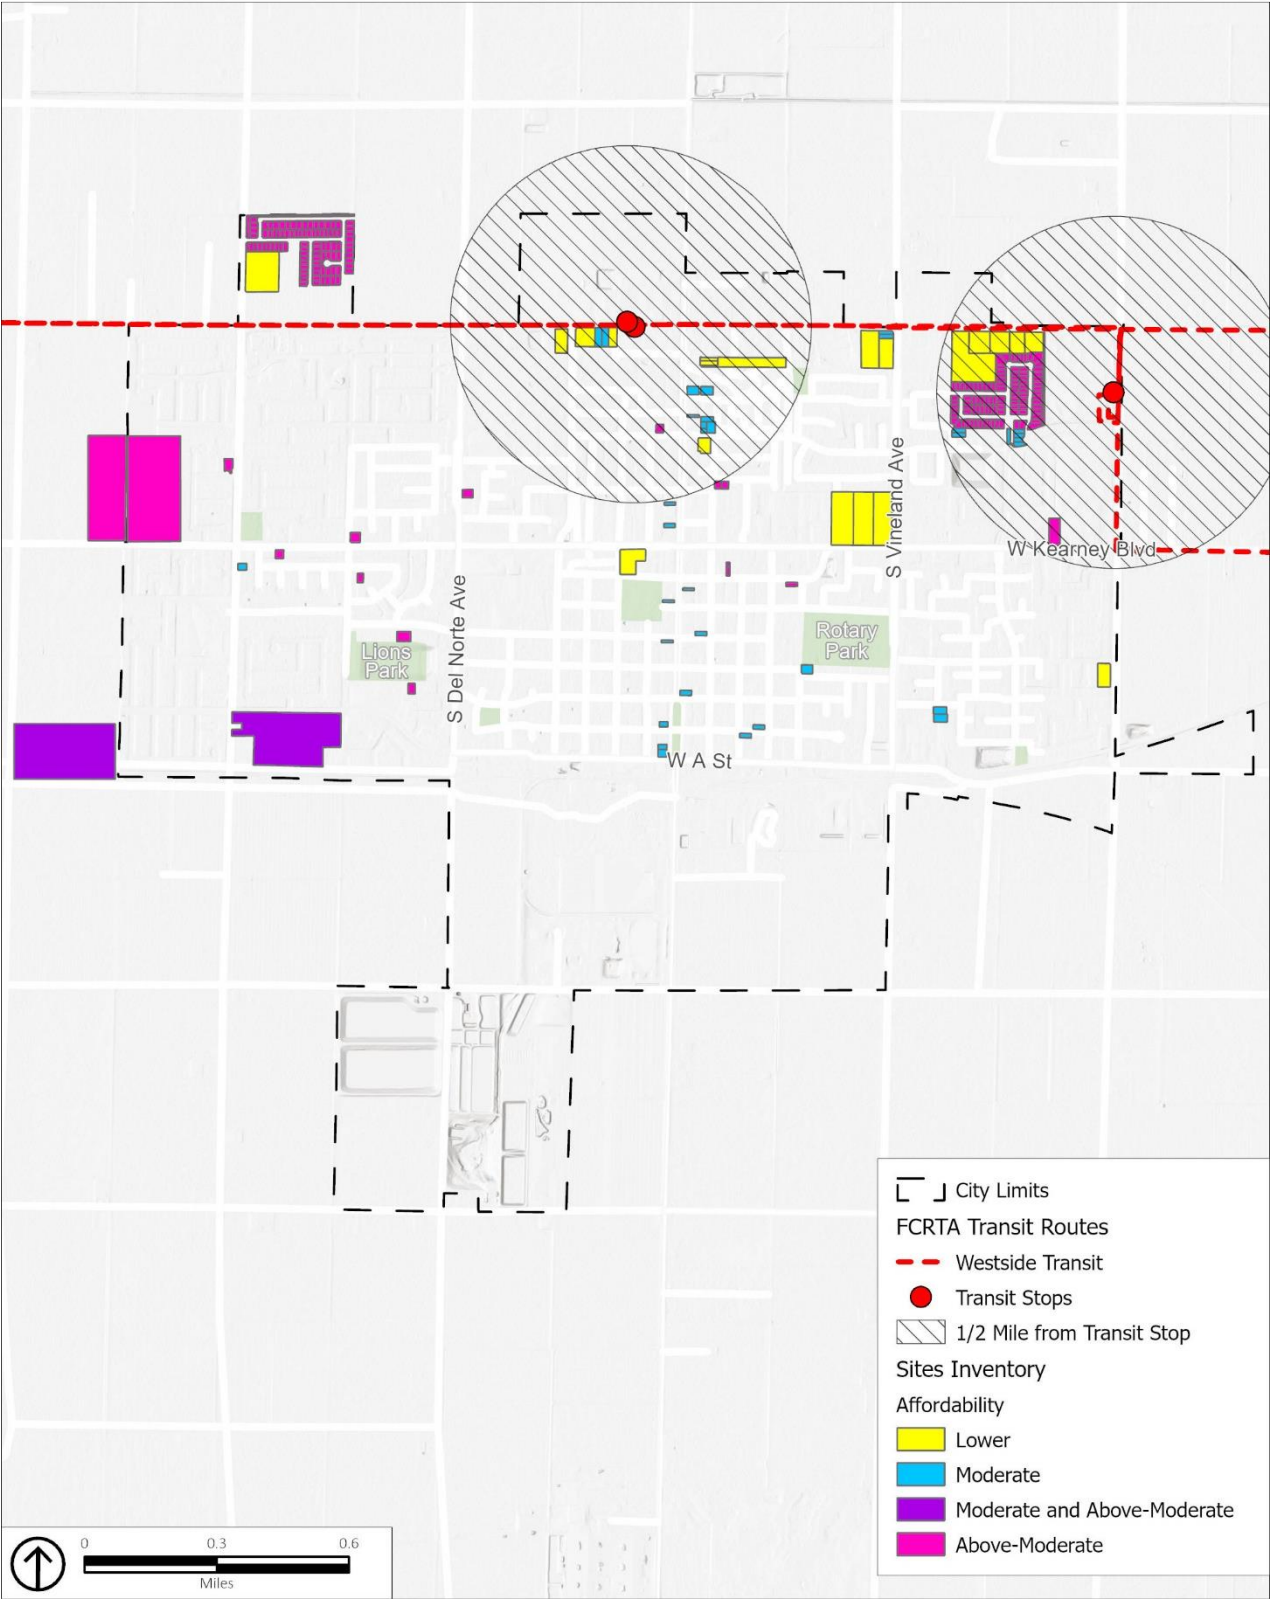 S Vineland Ave
W Kearney Blvd
S Del Norte Ave
Rotary
Park
Lions
Park
W A St
City Limits
FCRTA Transit Routes
Westside Transit
Transit Stops
1/2 Mile from Transit Stop
Sites Inventory
Affordability
Lower
Moderate
Moderate and Above-Moderate
Above-Moderate
0 0.3 0.6
Miles